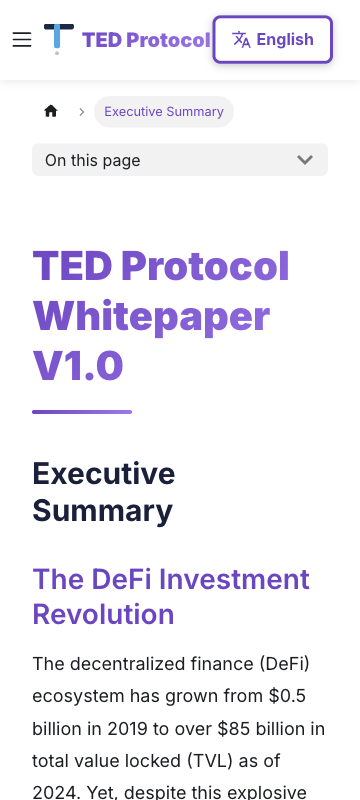 TED Protocol
English
Executive Summary
On this page
TED Protocol
Whitepaper
V1.0
Executive
Summary
The DeFi Investment
Revolution
The decentralized finance (DeFi)
ecosystem has grown from $0.5
billion in 2019 to over $85 billion in
total value locked (TVL) as of
2024. Yet, despite this explosive